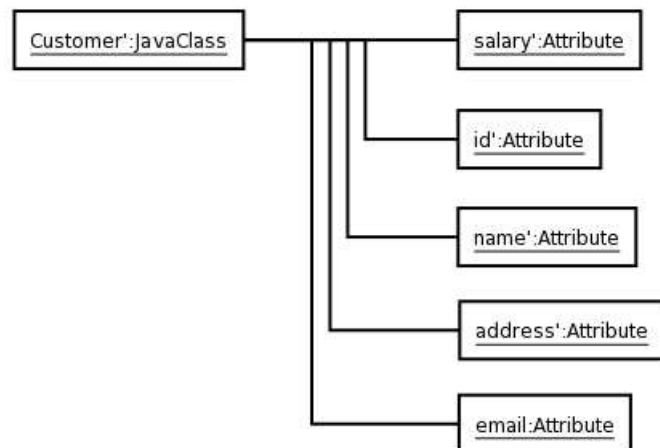 Customer':JavaClass
salary':Attribute
id':Attribute
name':Attribute
address':Attribute
email:Attribute